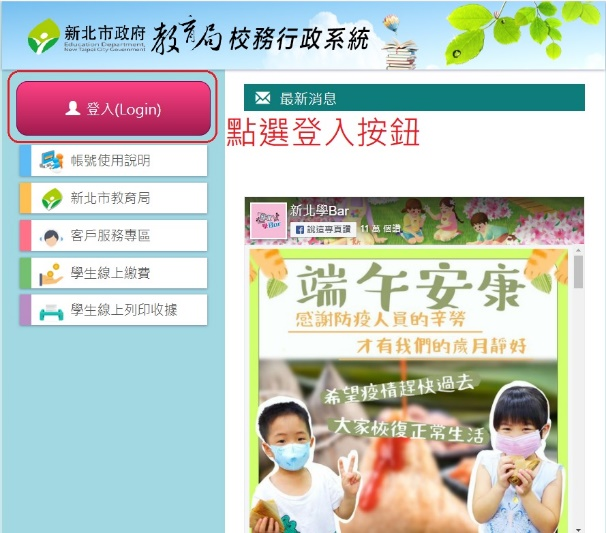 新北市政府
Education Department,
New Taipei City Government
教育局
校務行政系統
登入(Login)
最新消息
點選登入按鈕
帳號使用說明
新北市教育局
客戶服務專區
學生線上繳費
學生線上列印收據
新北學Bar
說這專頁讚
11 萬 個讚
端午安康
感謝防疫人員的辛勞
才有我們的歲月靜好
希望疫情趕快過去
大家恢復正常生活